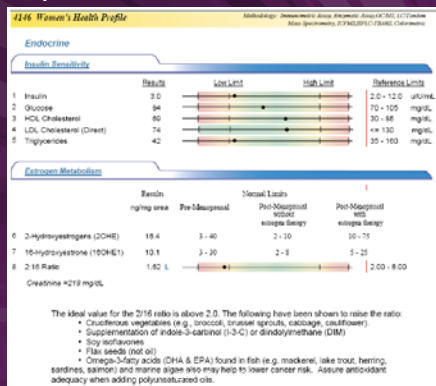 4146 Women's Health Profile
Methodology: Immunometric Assay, Enzymatic Assay, GC/MS, LC/Tandem
Mass Spectrometry, Colorimetric
Endocrine
Insulin Sensitivity
Results Low Limit High Limit Reference Limits
1 Insulin 3.0 2.0 - 12.0 uIU/mL
2 Glucose 84 70 - 105 mg/dL
3 HDL Cholesterol 69 mg/dL
4 LDL Cholesterol (Direct) 74 <= 130 mg/dL
5 Triglycerides 42 35 - 160 mg/dL
Estrogen Metabolism
Results Normal Limits
ng/mg crea Pre-Menopausal Post-Menopausal without estrogen therapy Post-Menopausal with estrogen therapy
6 2-Hydroxyestrogens (2OHE) 16.4 3 - 40 2 - 10 10 - 75
7 16-Hydroxyestrone (16OHE1) 10.1 3 - 30 2 - 8 5 - 25
8 2:16 Ratio 1.62 L 2.00 - 8.00
Creatinine =219 mg/dL
The ideal value for the 2/16 ratio is above 2.0. The following have been shown to raise the ratio:
• Cruciferous vegetables (e.g., broccoli, brussel sprouts, cabbage, cauliflower).
• Supplementation of indole-3-carbinol (I-3-C) or diindolylmethane (DIM)
• Soy isoflavones
• Flax seeds (not oil)
• Omega-3-fatty acids (DHA & EPA) found in fish (e.g. mackerel, lake trout, herring,
sardines, salmon) and marine algae also may help to lower cancer risk. Assure antioxidant
adequacy when adding polyunsaturated oils.